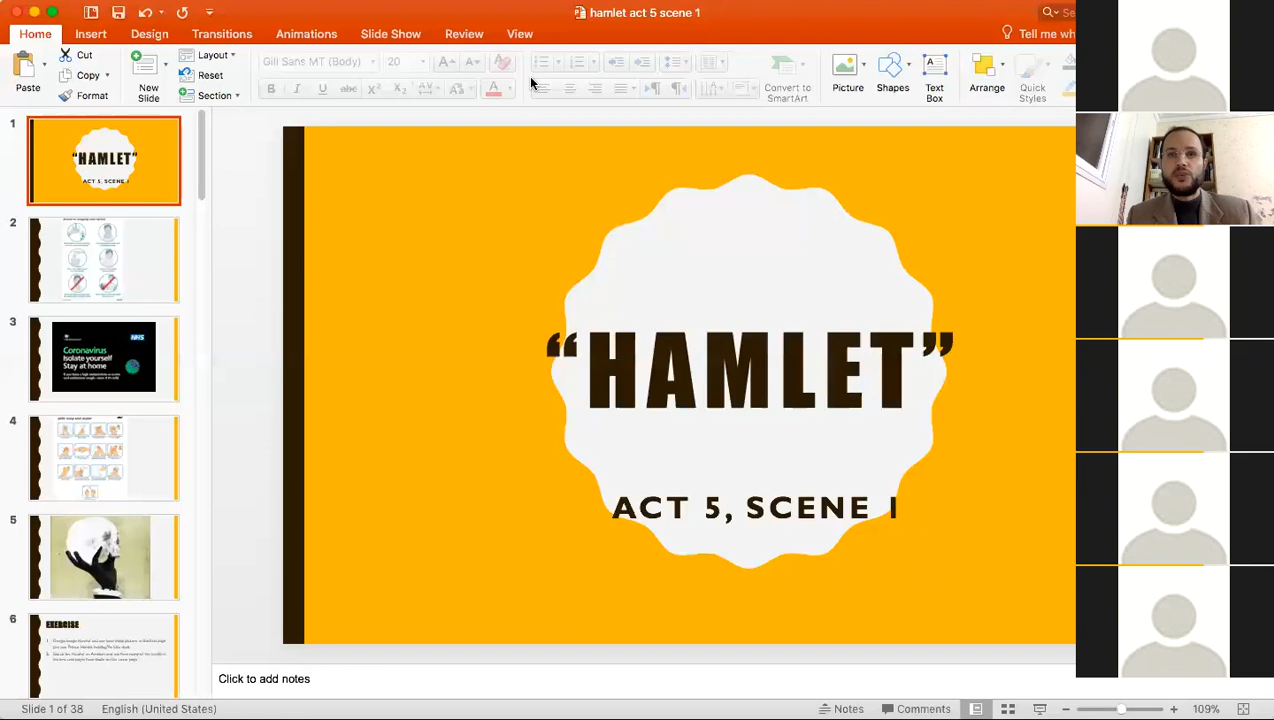 hamlet act 5 scene 1
Se
Home
Insert
Design
Transitions
Animations
Slide Show
Review
View
Tell me wh
Paste
Cut
Copy
Format
New
Slide
Layout
Reset
Section
Gill Sans MT (Body)
20
Convert to
SmartArt
Picture
Shapes
Text
Box
Arrange
Quick
Styles
1
"HAMLET"
ACT 5, SCENE 1
2
3
NHS
Coronavirus
Isolate yourself
Stay at home
4
5
6
EXERCISE
“HAMLET”
ACT 5, SCENE I
Click to add notes
Slide 1 of 38
English (United States)
Notes
Comments
109%